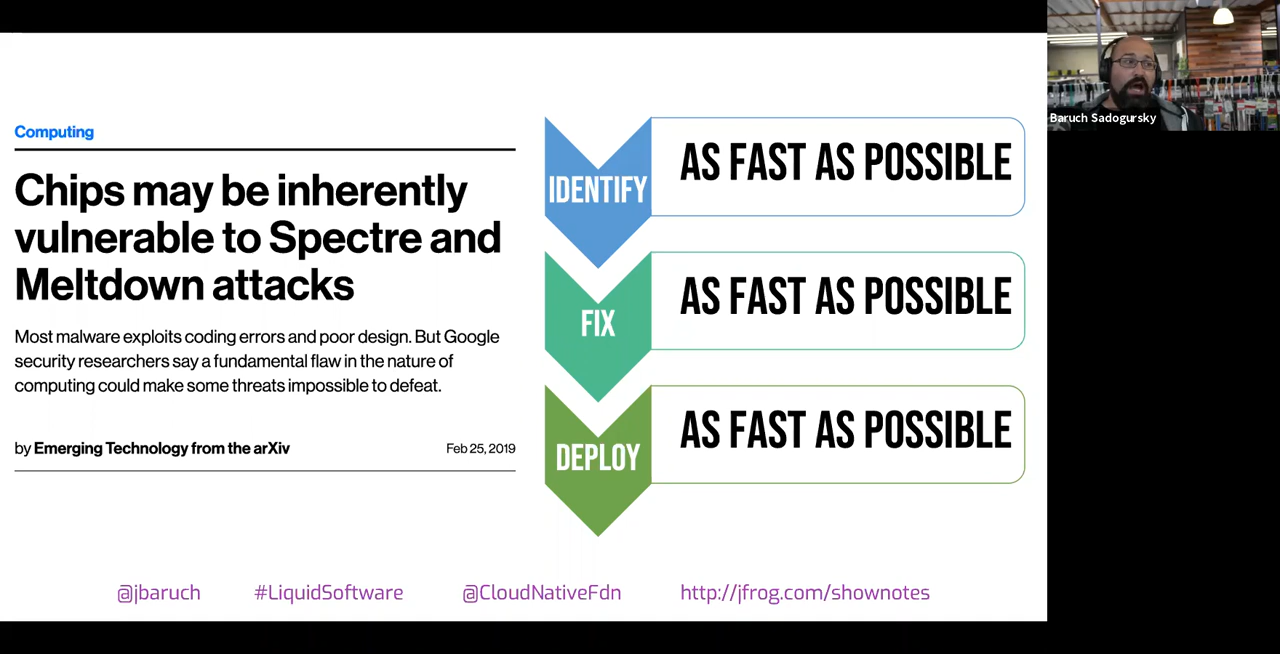 Computing
Chips may be inherently
vulnerable to Spectre and
Meltdown attacks
Most malware exploits coding errors and poor design. But Google
security researchers say a fundamental flaw in the nature of
computing could make some threats impossible to defeat.
by Emerging Technology from the arXiv
Feb 25, 2019
IDENTIFY
AS FAST AS POSSIBLE
FIX
AS FAST AS POSSIBLE
DEPLOY
AS FAST AS POSSIBLE
@jbaruch #LiquidSoftware @CloudNativeFdn http://jfrog.com/shownotes
Baruch Sadogursky